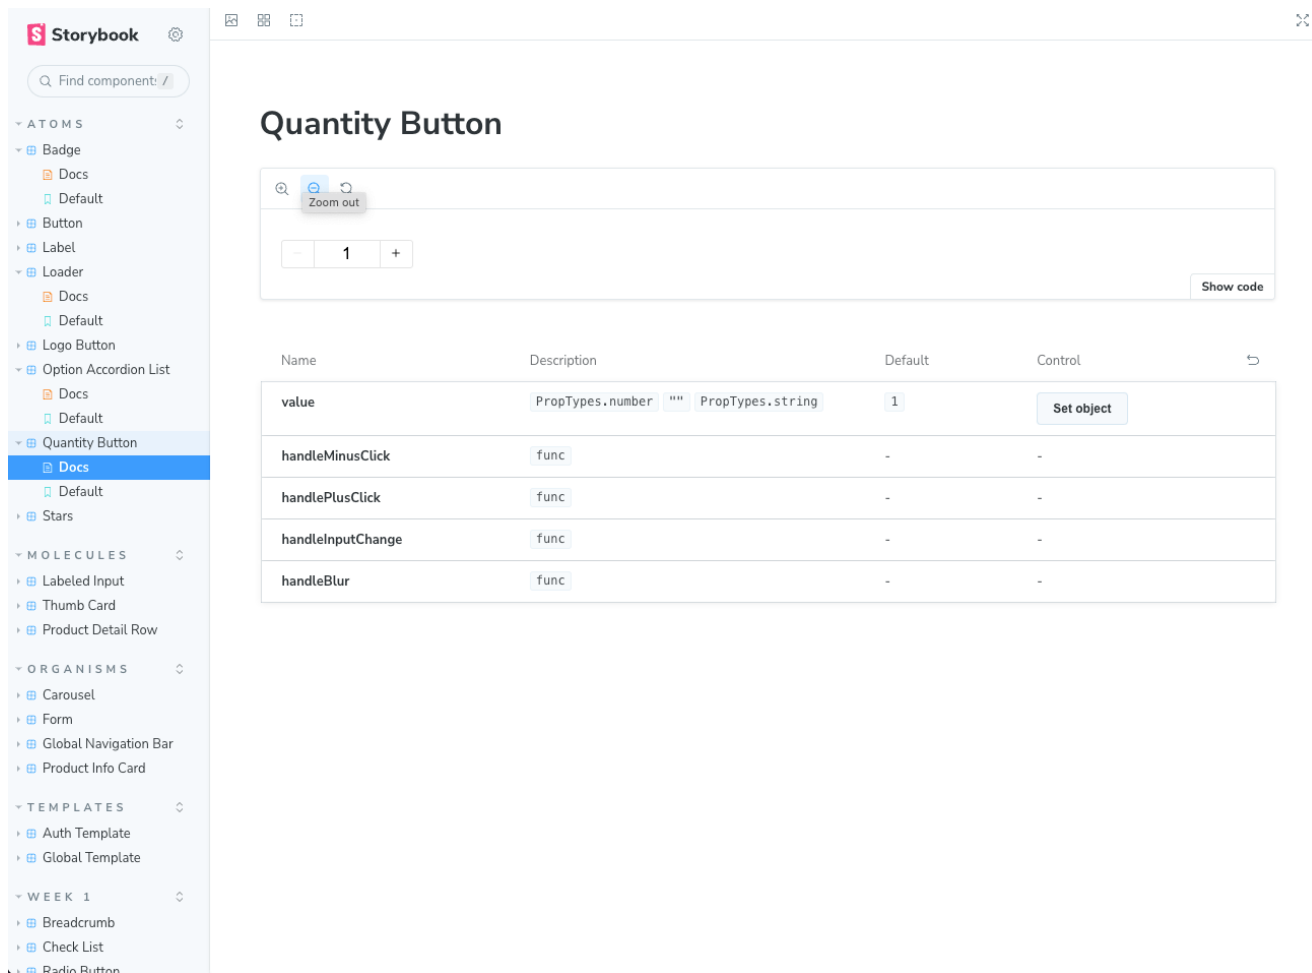 Storybook
Find components /
ATOMS
Badge
Docs
Default
Button
Label
Loader
Docs
Default
Logo Button
Option Accordion List
Docs
Default
Quantity Button
Docs
Default
Stars
MOLECULES
Labeled Input
Thumb Card
Product Detail Row
ORGANISMS
Carousel
Form
Global Navigation Bar
Product Info Card
TEMPLATES
Auth Template
Global Template
WEEK 1
Breadcrumb
Check List
Radio Button
Quantity Button
Zoom out
− 1 +
Show code
Name Description Default Control
value PropTypes.number "" PropTypes.string 1 Set object
handleMinusClick func - -
handlePlusClick func - -
handleInputChange func - -
handleBlur func - -